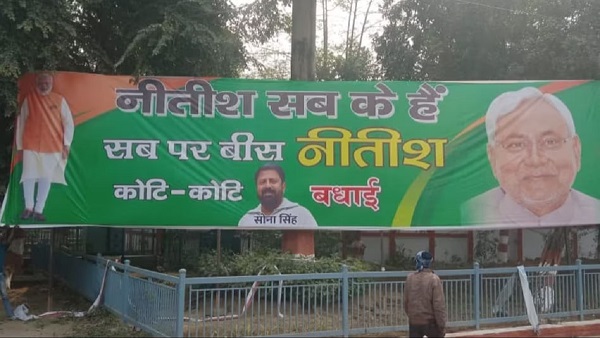 नीतीश सब के हैं
सब पर बीस नीतीश
कोटि-कोटि बधाई
सोना सिंह